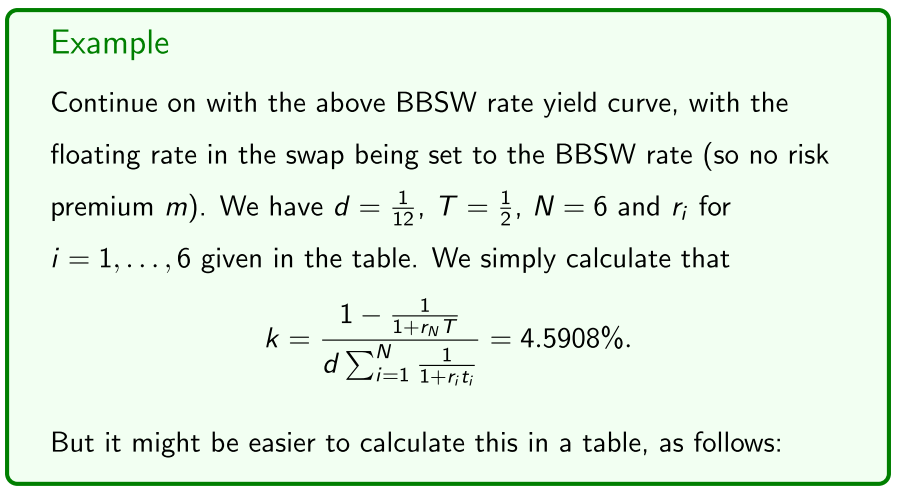 Example
Continue on with the above BBSW rate yield curve, with the
floating rate in the swap being set to the BBSW rate (so no risk
premium m). We have d = 1/12, T = 1/2, N = 6 and r_i for
i = 1, . . . , 6 given in the table. We simply calculate that
k = \frac{1 - \frac{1}{1+r_N T}}{d \sum_{i=1}^{N} \frac{1}{1+r_i t_i}} = 4.5908%.
But it might be easier to calculate this in a table, as follows: